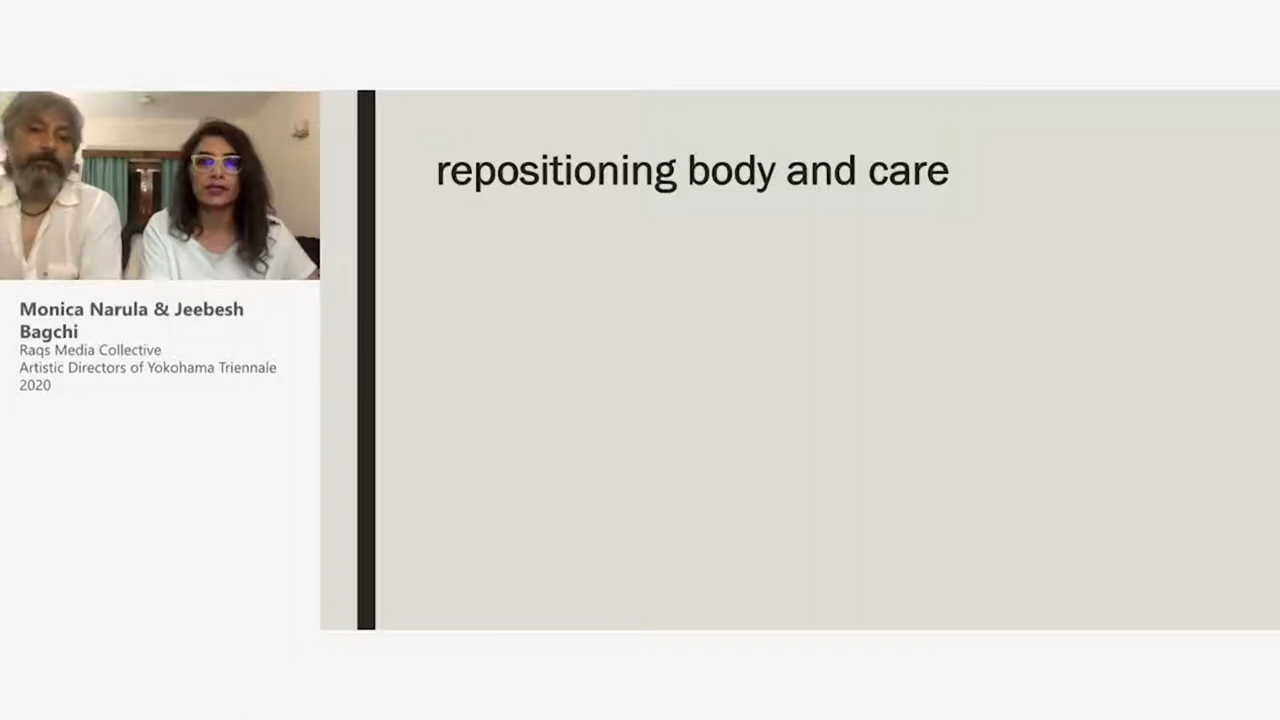 repositioning body and care
Monica Narula & Jeebesh
Bagchi
Raqs Media Collective
Artistic Directors of Yokohama Triennale
2020